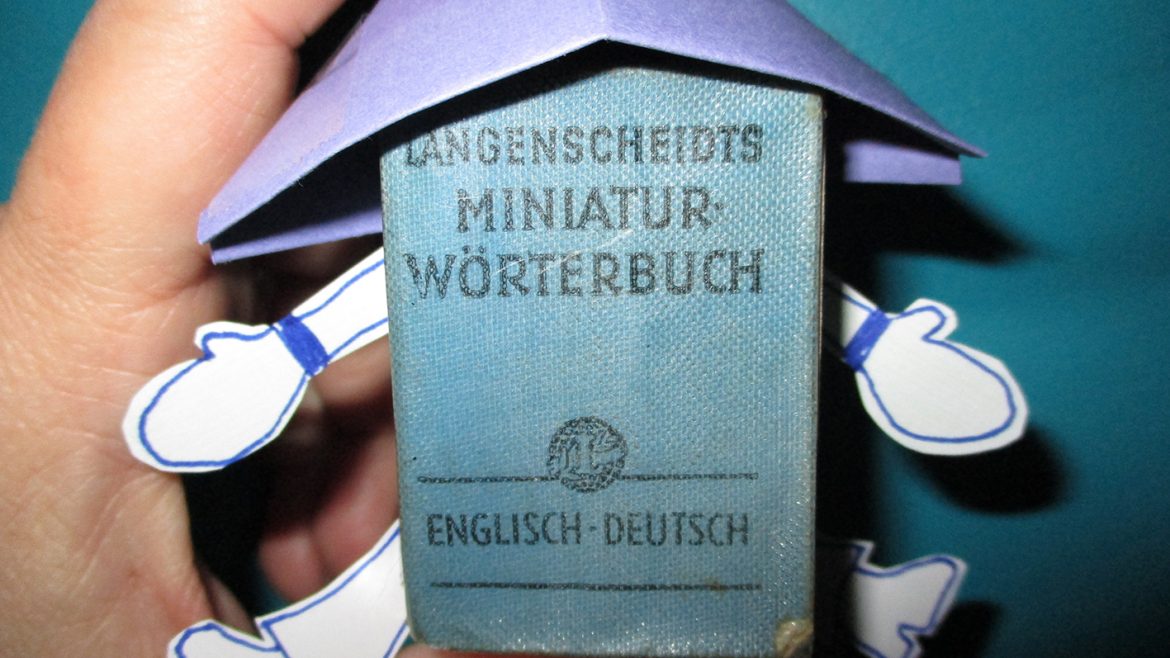 LANGENSCHEIDTS
MINIATUR-
WÖRTERBUCH
ENGLISCH-DEUTSCH